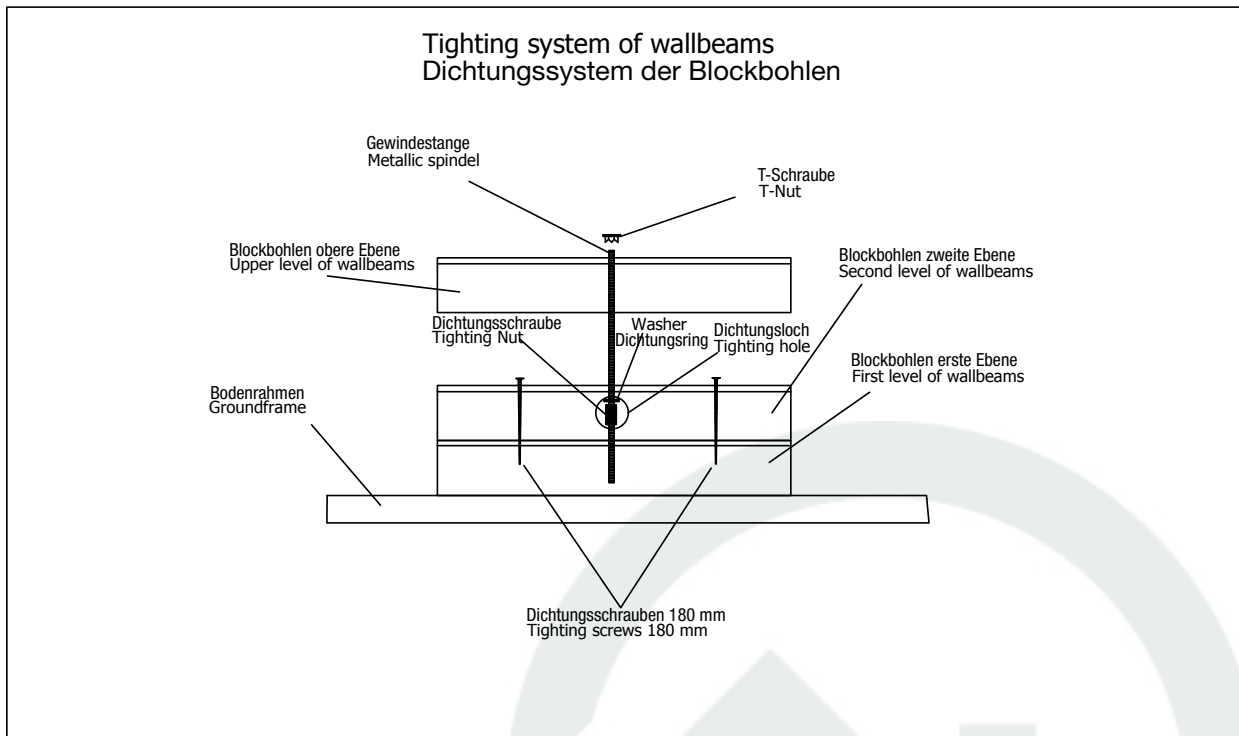 Tighting system of wallbeams
Dichtungssystem der Blockbohlen
Gewindestange
Metallic spindel
T-Schraube
T-Nut
Blockbohlen obere Ebene
Upper level of wallbeams
Blockbohlen zweite Ebene
Second level of wallbeams
Dichtungsschraube
Tighting Nut
Washer
Dichtungsring
Dichtungsloch
Tighting hole
Blockbohlen erste Ebene
First level of wallbeams
Bodenrahmen
Groundframe
Dichtungsschrauben 180 mm
Tighting screws 180 mm